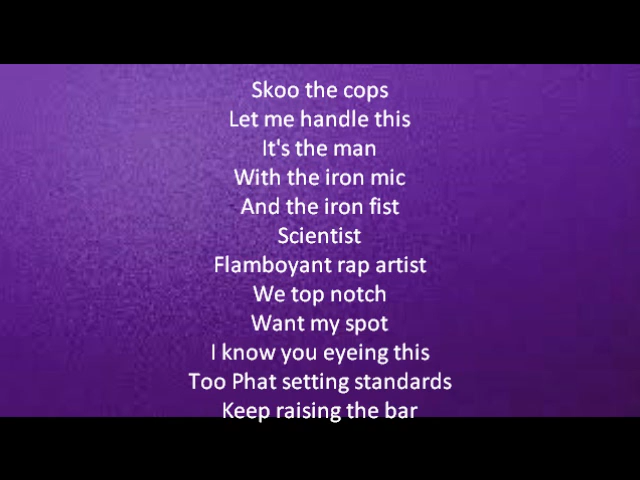 Skoo the cops
Let me handle this
It's the man
With the iron mic
And the iron fist
Scientist
Flamboyant rap artist
We top notch
Want my spot
I know you eyeing this
Too Phat setting standards
Keep raising the bar